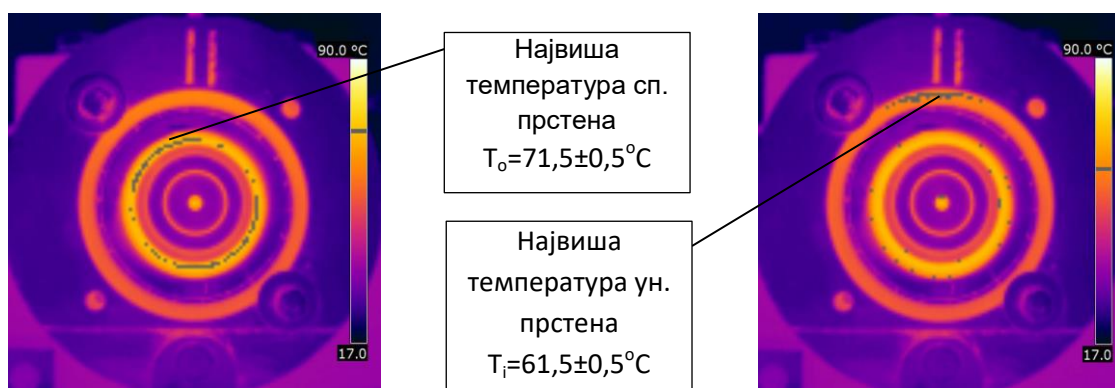 90.0 °C
17.0
Највиша
температура сп.
прстена
Tₒ=71,5±0,5°C
Највиша
температура ун.
прстена
Tᵢ=61,5±0,5°C
90.0 °C
17.0